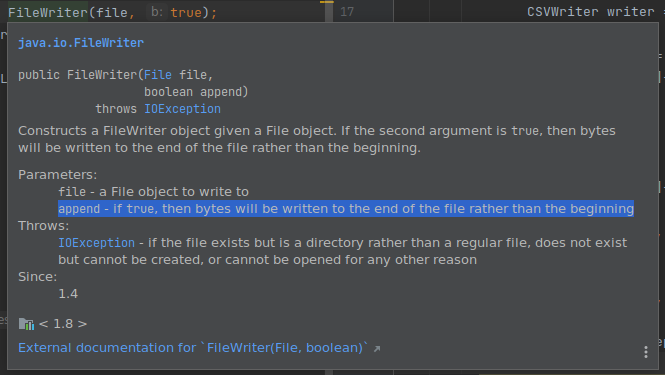 FileWriter(file, b: true);
17 CSVWriter writer =
java.io.FileWriter
public FileWriter(File file,
boolean append)
throws IOException
Constructs a FileWriter object given a File object. If the second argument is true, then bytes
will be written to the end of the file rather than the beginning.
Parameters:
file - a File object to write to
append - if true, then bytes will be written to the end of the file rather than the beginning
Throws:
IOException - if the file exists but is a directory rather than a regular file, does not exist
but cannot be created, or cannot be opened for any other reason
Since:
1.4
< 1.8 >
External documentation for `FileWriter(File, boolean)`